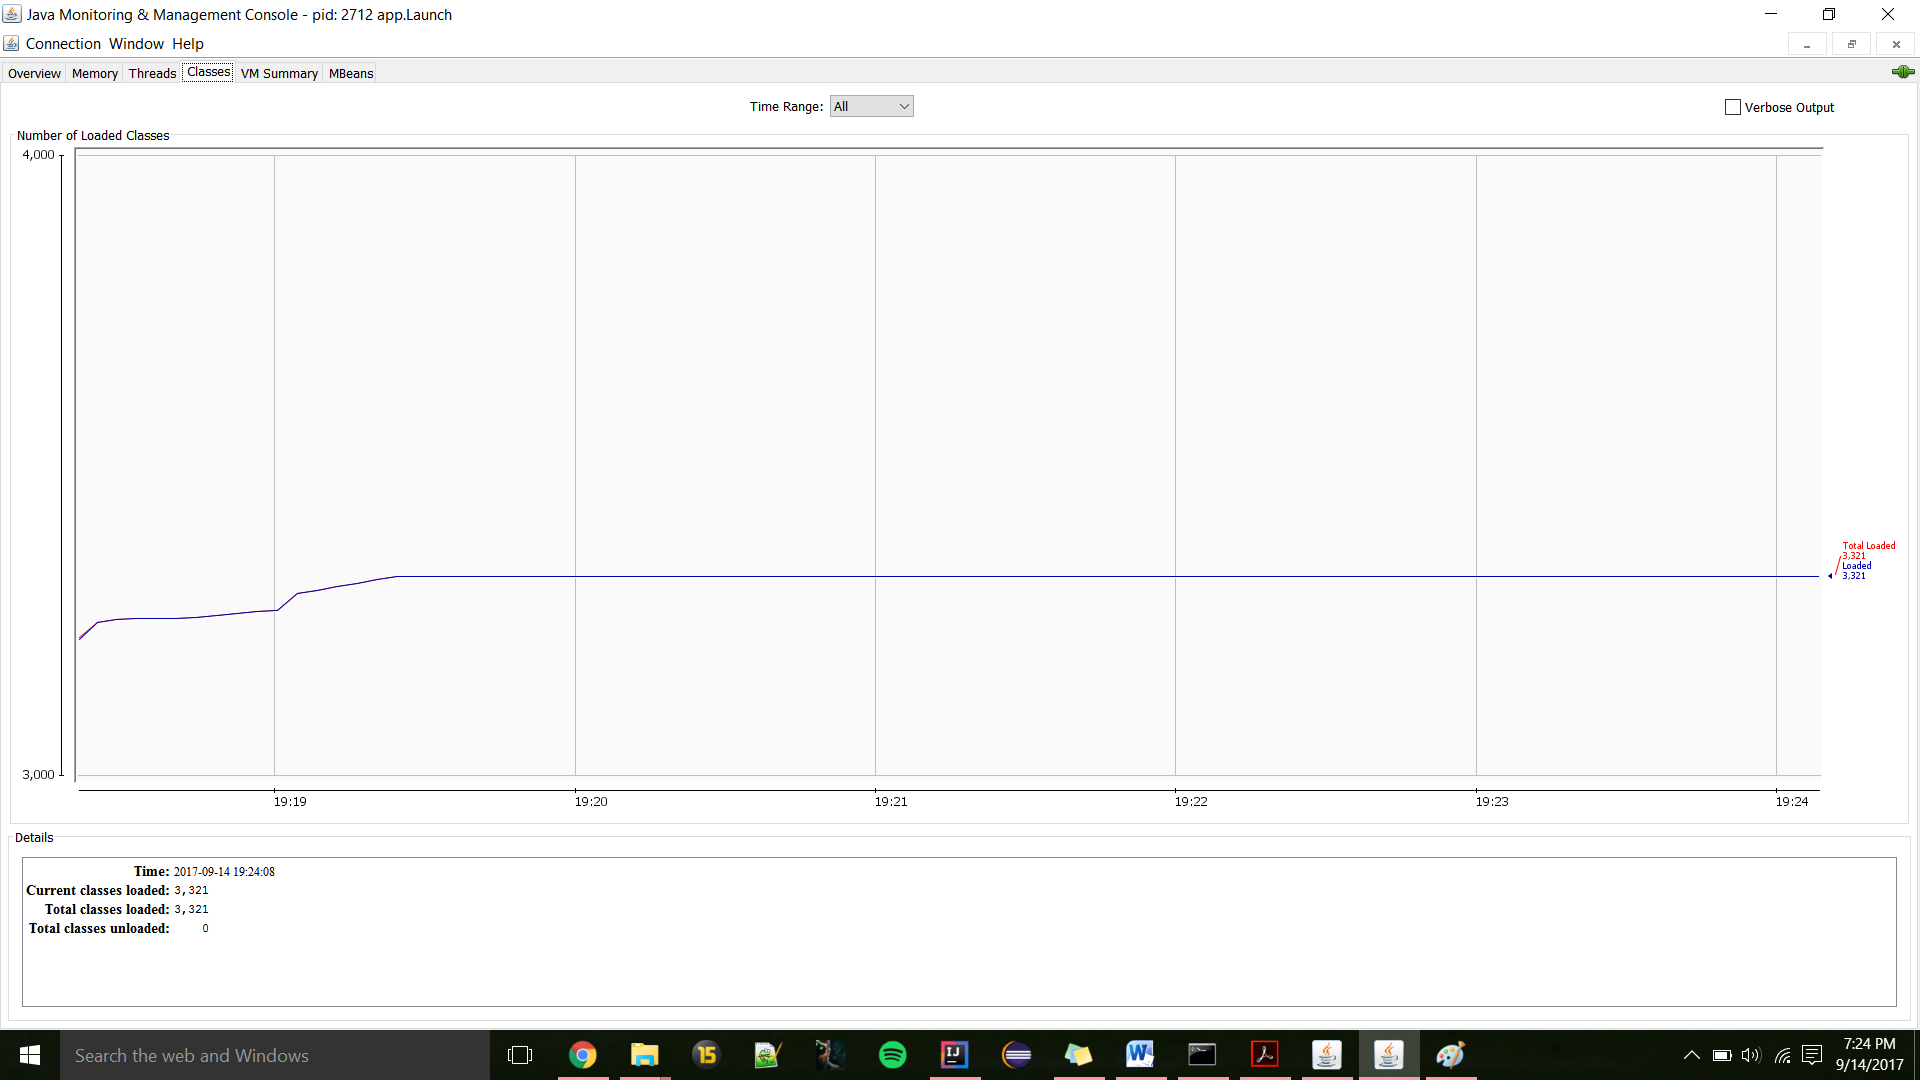 Java Monitoring & Management Console - pid: 2712 app.Launch
Connection Window Help
Overview Memory Threads Classes VM Summary MBeans
Time Range: All
Verbose Output
Number of Loaded Classes
4,000
Total Loaded
3,321
Loaded
3,321
3,000
19:19 19:20 19:21 19:22 19:23 19:24
Details
Time: 2017-09-14 19:24:08
Current classes loaded: 3,321
Total classes loaded: 3,321
Total classes unloaded: 0
Search the web and Windows
15
IJ
W
7:24 PM
9/14/2017